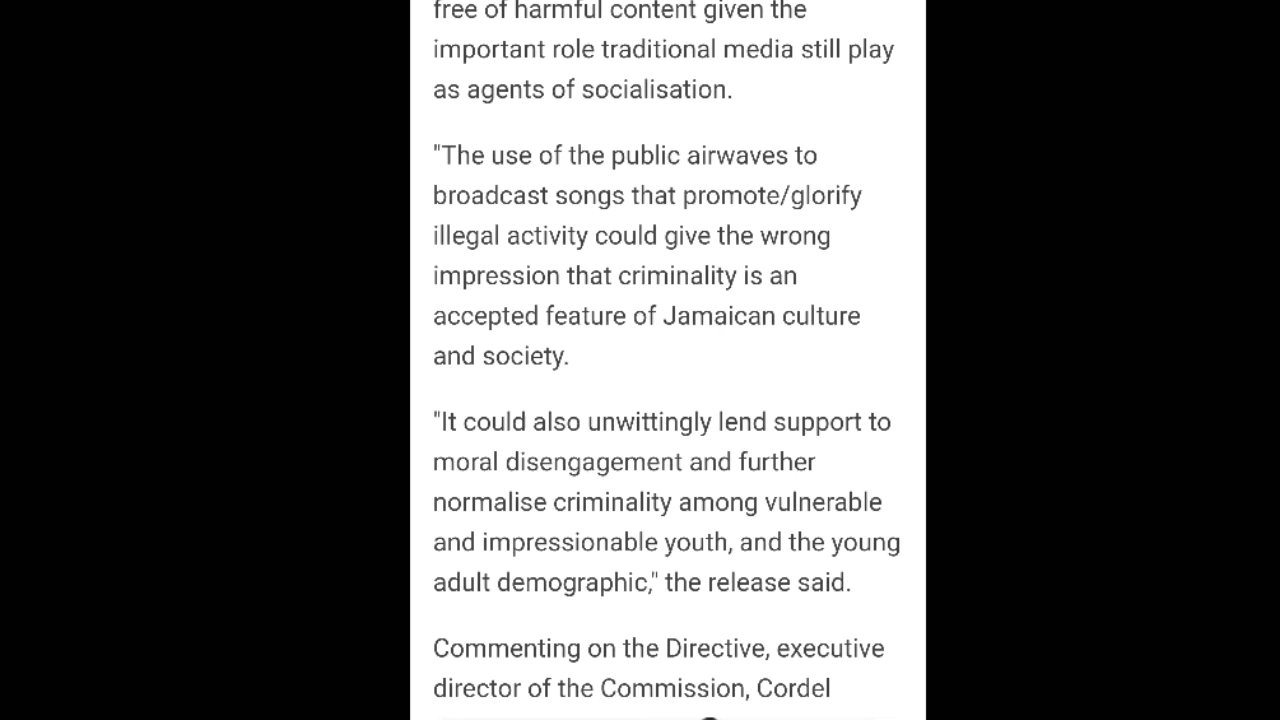 free of harmful content given the
important role traditional media still play
as agents of socialisation.
"The use of the public airwaves to
broadcast songs that promote/glorify
illegal activity could give the wrong
impression that criminality is an
accepted feature of Jamaican culture
and society.
"It could also unwittingly lend support to
moral disengagement and further
normalise criminality among vulnerable
and impressionable youth, and the young
adult demographic," the release said.
Commenting on the Directive, executive
director of the Commission, Cordel